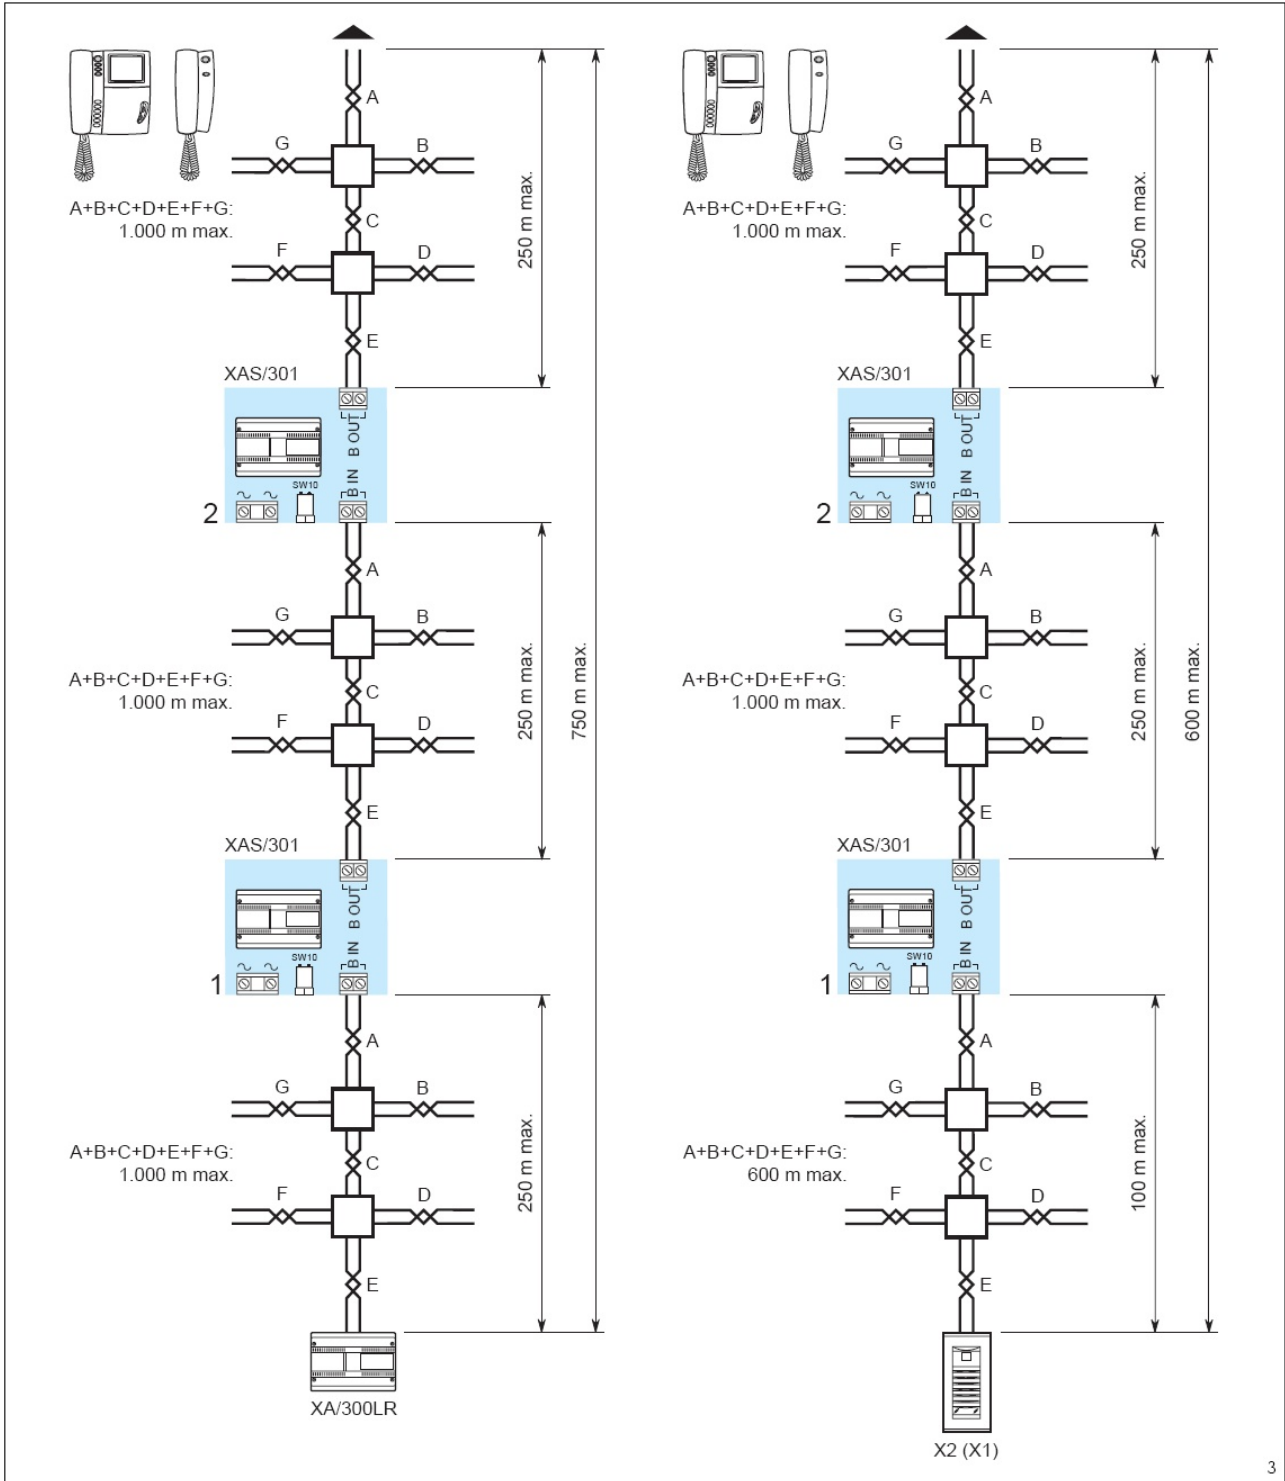 A
G
B
A+B+C+D+E+F+G:
1.000 m max.
C
F
D
E
250 m max.
XAS/301
B OUT
B IN
SW10
2
A
G
B
A+B+C+D+E+F+G:
1.000 m max.
C
F
D
E
250 m max.
750 m max.
XAS/301
B OUT
B IN
SW10
1
A
G
B
A+B+C+D+E+F+G:
1.000 m max.
C
F
D
E
250 m max.
XA/300LR
A
G
B
A+B+C+D+E+F+G:
1.000 m max.
C
F
D
E
250 m max.
XAS/301
B OUT
B IN
SW10
2
A
G
B
A+B+C+D+E+F+G:
1.000 m max.
C
F
D
E
250 m max.
600 m max.
XAS/301
B OUT
B IN
SW10
1
A
G
B
A+B+C+D+E+F+G:
600 m max.
C
F
D
E
100 m max.
X2 (X1)
3